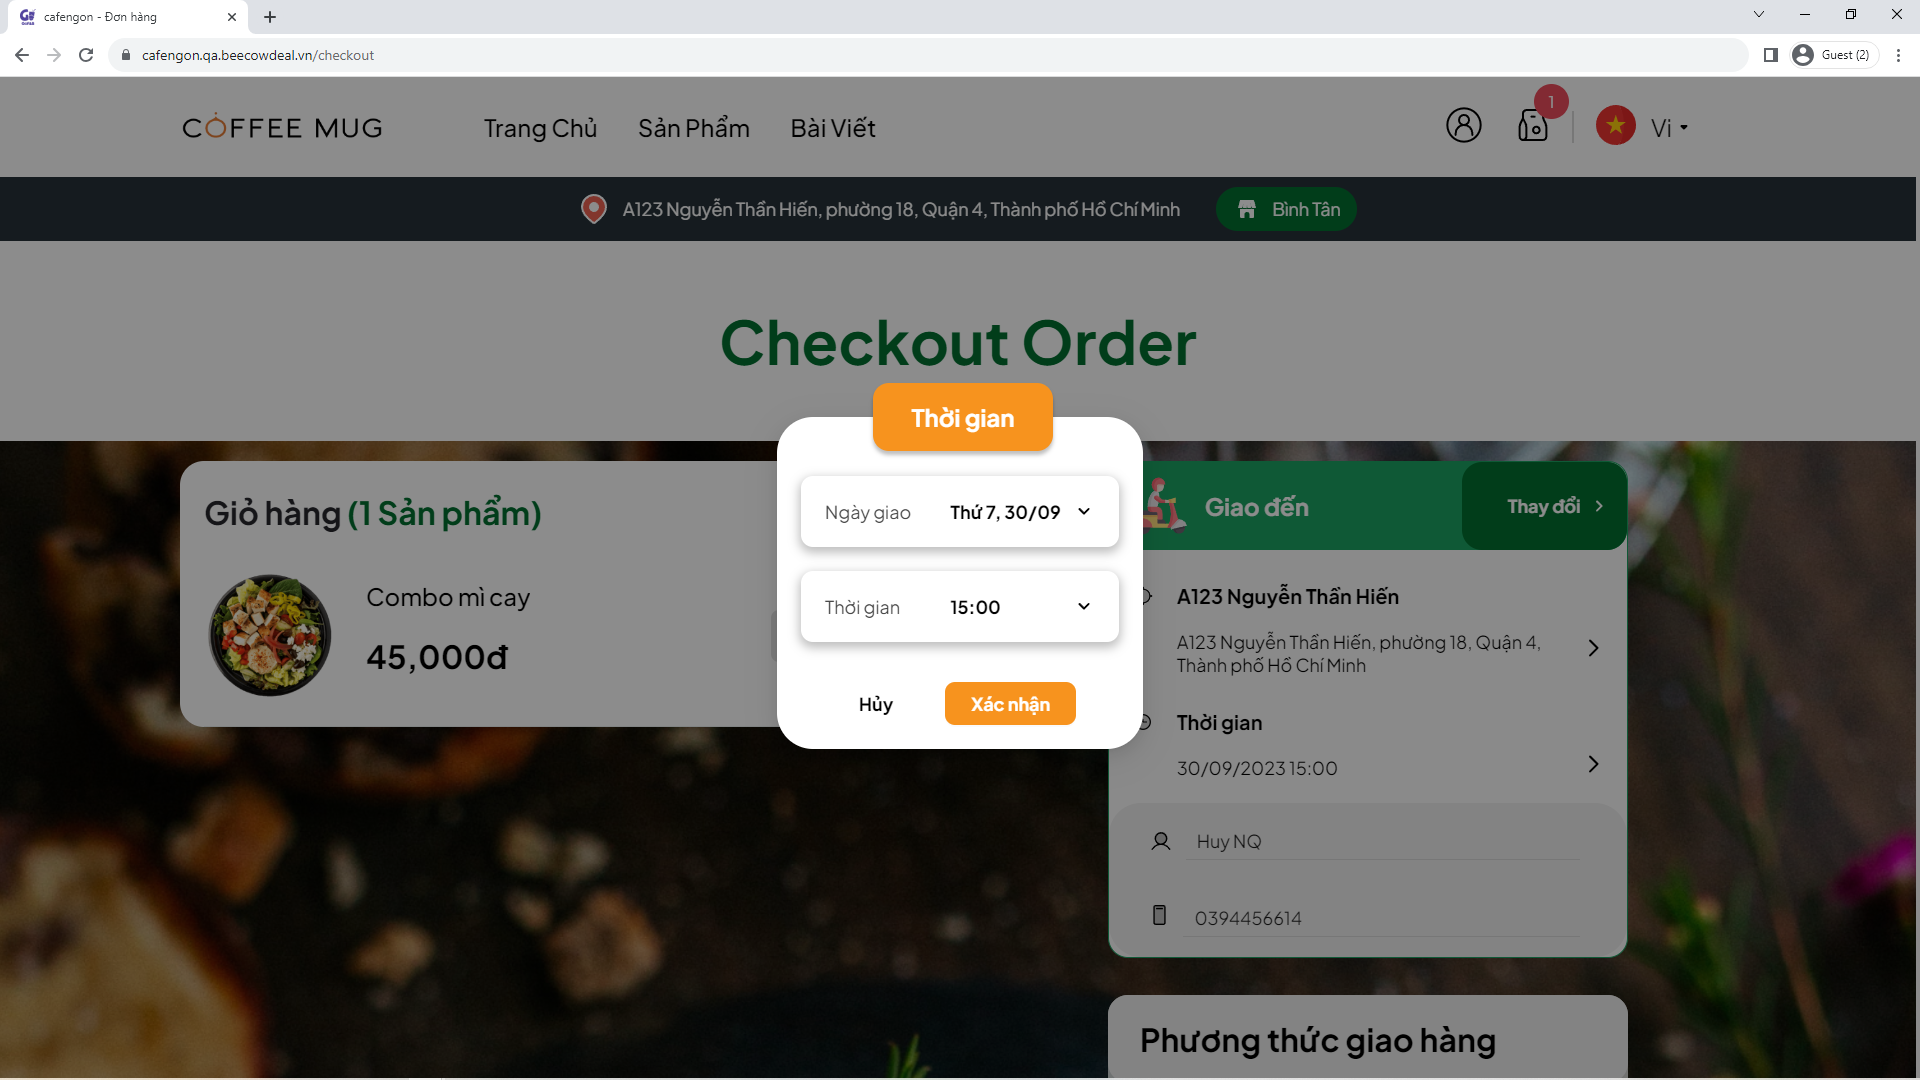 cafengon - Đơn hàng
cafengon.qa.beecowdeal.vn/checkout
Guest (2)
COFFEE MUG
Trang Chủ
Sản Phẩm
Bài Viết
1
Vi
A123 Nguyễn Thần Hiến, phường 18, Quận 4, Thành phố Hồ Chí Minh
Bình Tân
Checkout Order
Thời gian
Ngày giao
Thứ 7, 30/09
Thời gian
15:00
Hủy
Xác nhận
Giỏ hàng (1 Sản phẩm)
Combo mì cay
45,000đ
Giao đến
Thay đổi
A123 Nguyễn Thần Hiến
A123 Nguyễn Thần Hiến, phường 18, Quận 4,
Thành phố Hồ Chí Minh
Thời gian
30/09/2023 15:00
Huy NQ
0394456614
Phương thức giao hàng